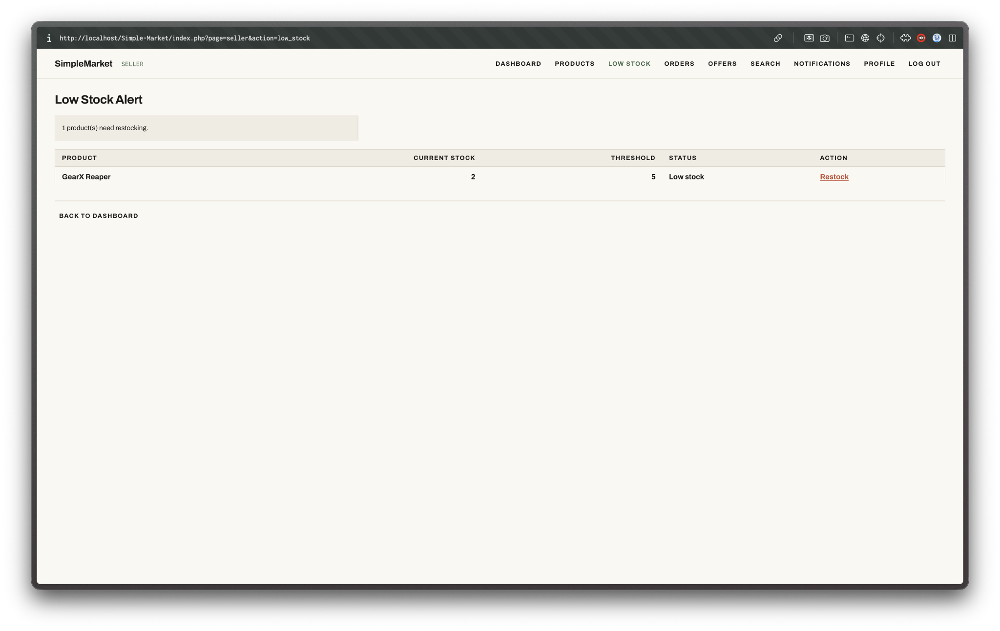 http://localhost/Simple-Market/index.php?page=seller&action=low_stock
SimpleMarket SELLER DASHBOARD PRODUCTS LOW STOCK ORDERS OFFERS SEARCH NOTIFICATIONS PROFILE LOG OUT
Low Stock Alert
1 product(s) need restocking.
PRODUCT CURRENT STOCK THRESHOLD STATUS ACTION
GearX Reaper 2 5 Low stock Restock
BACK TO DASHBOARD